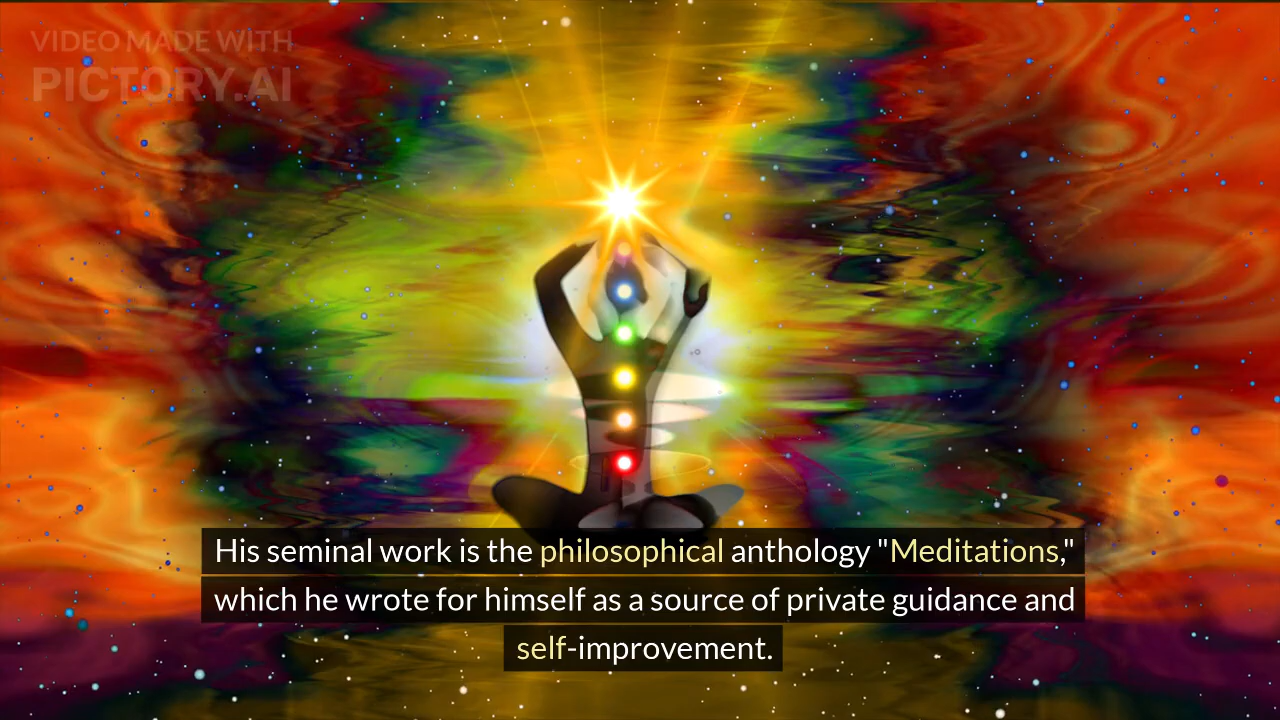 VIDEO MADE WITH
PICTORY.AI
His seminal work is the philosophical anthology "Meditations,"
which he wrote for himself as a source of private guidance and
self-improvement.